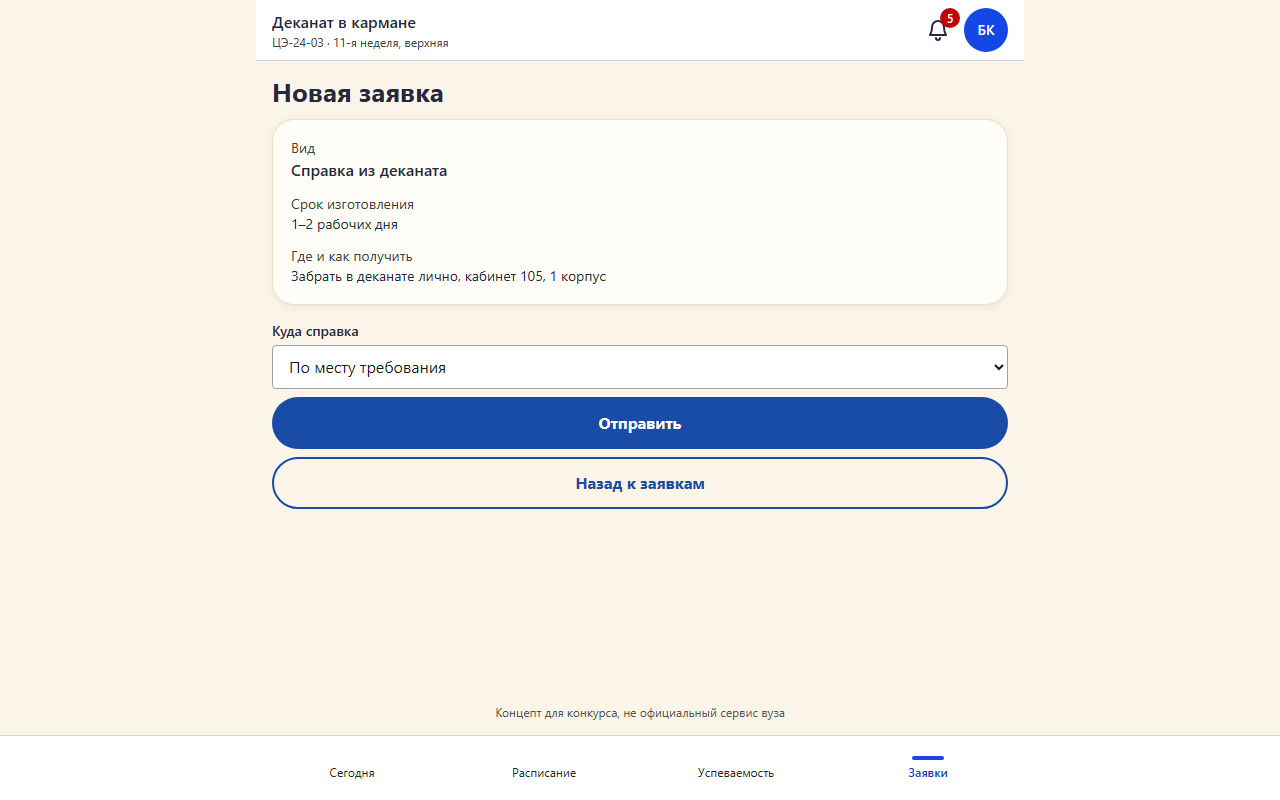 Деканат в кармане
ЦЭ-24-03 · 11-я неделя, верхняя
5
БК
Новая заявка
Вид
Справка из деканата
Срок изготовления
1–2 рабочих дня
Где и как получить
Забрать в деканате лично, кабинет 105, 1 корпус
Куда справка
По месту требования
Отправить
Назад к заявкам
Концепт для конкурса, не официальный сервис вуза
Сегодня
Расписание
Успеваемость
Заявки